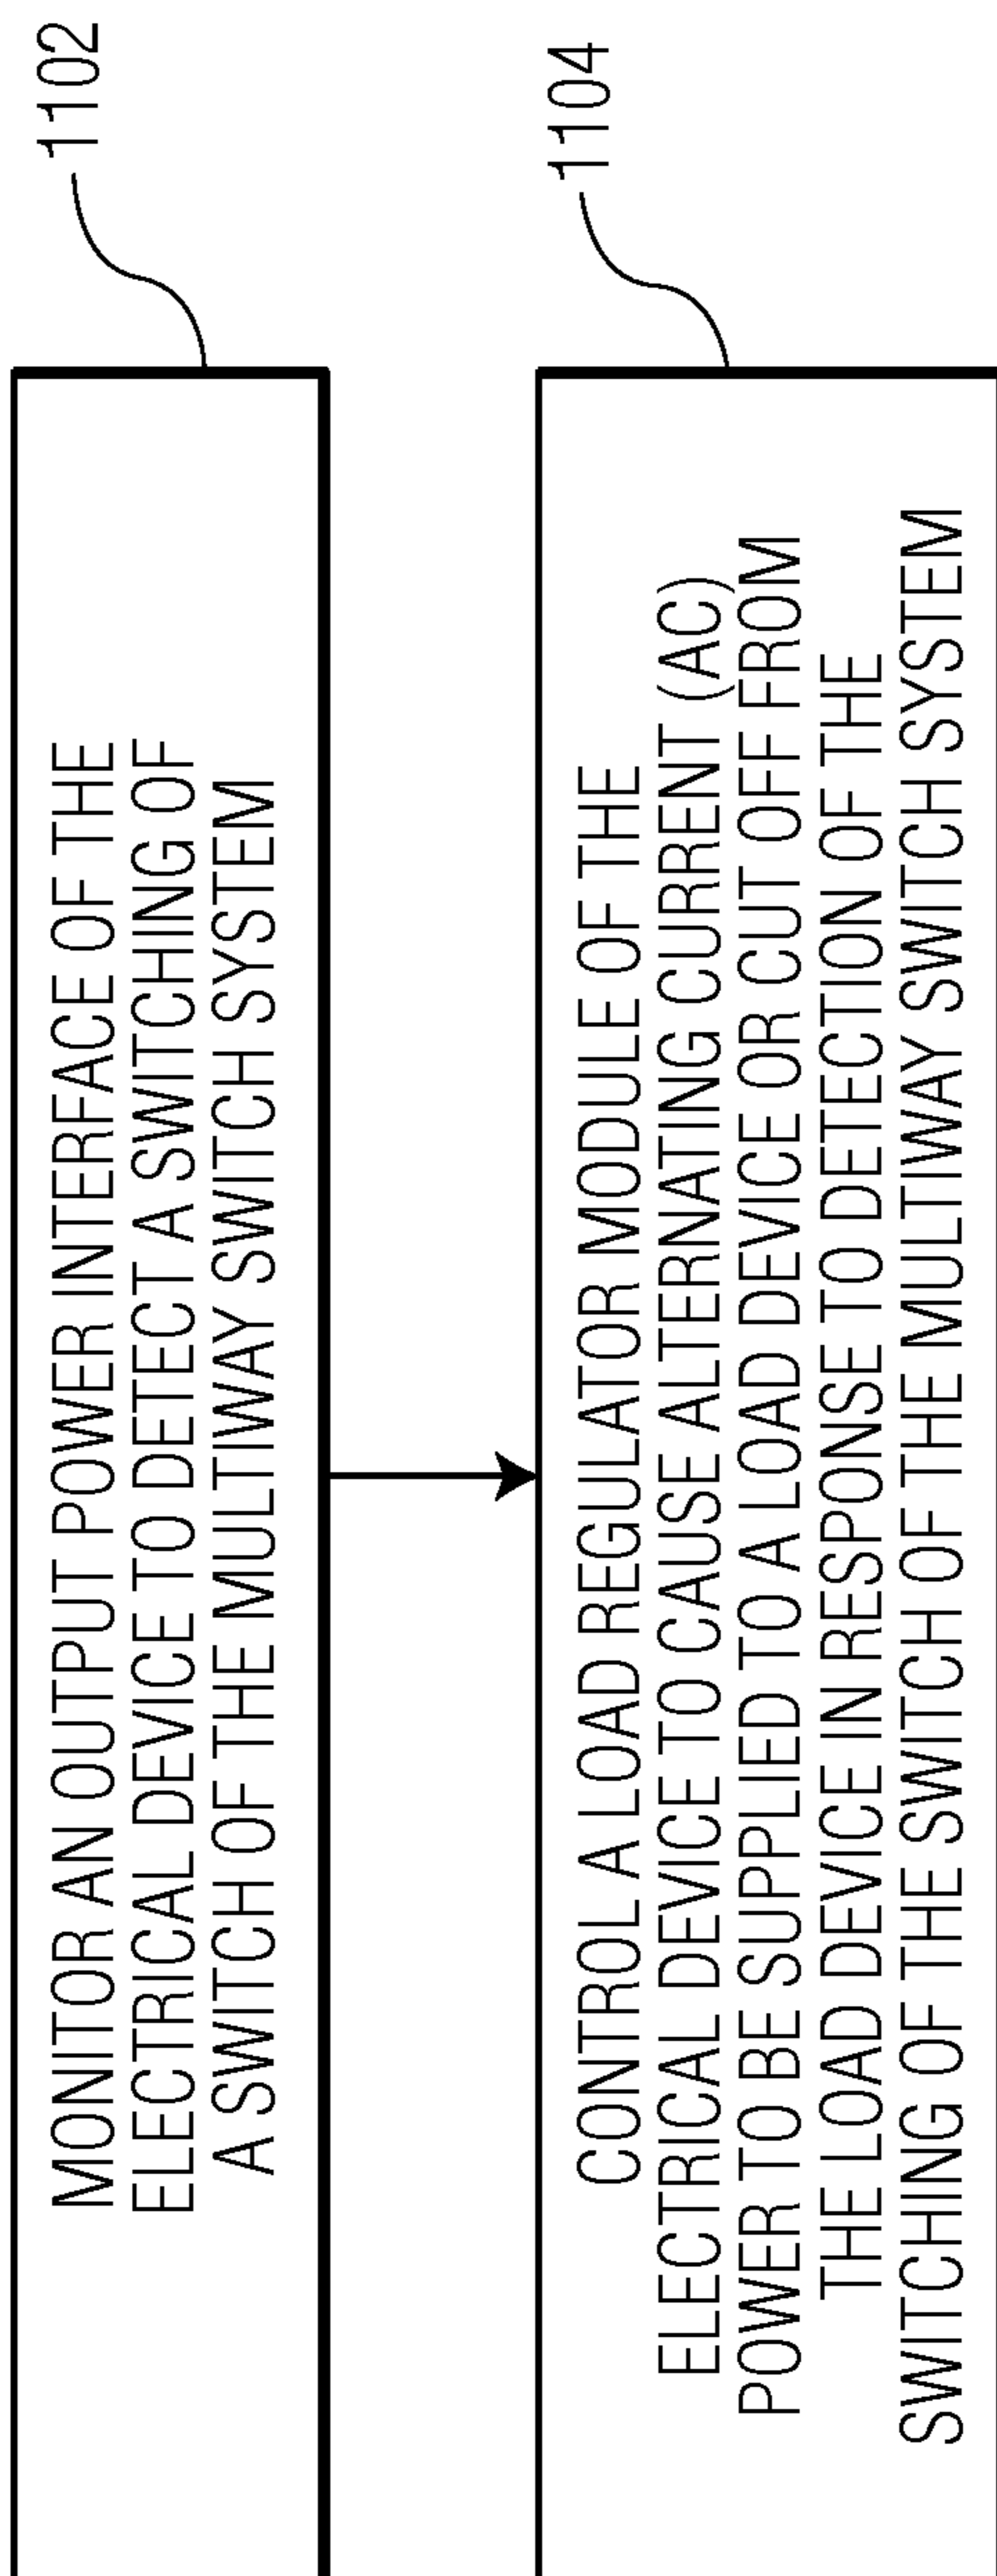 MONITOR AN OUTPUT POWER INTERFACE OF THE
ELECTRICAL DEVICE TO DETECT A SWITCHING OF
A SWITCH OF THE MULTIWAY SWITCH SYSTEM
1102
CONTROL A LOAD REGULATOR MODULE OF THE
ELECTRICAL DEVICE TO CAUSE ALTERNATING CURRENT (AC)
POWER TO BE SUPPLIED TO A LOAD DEVICE OR CUT OFF FROM
THE LOAD DEVICE IN RESPONSE TO DETECTION OF THE
SWITCHING OF THE SWITCH OF THE MULTIWAY SWITCH SYSTEM
1104